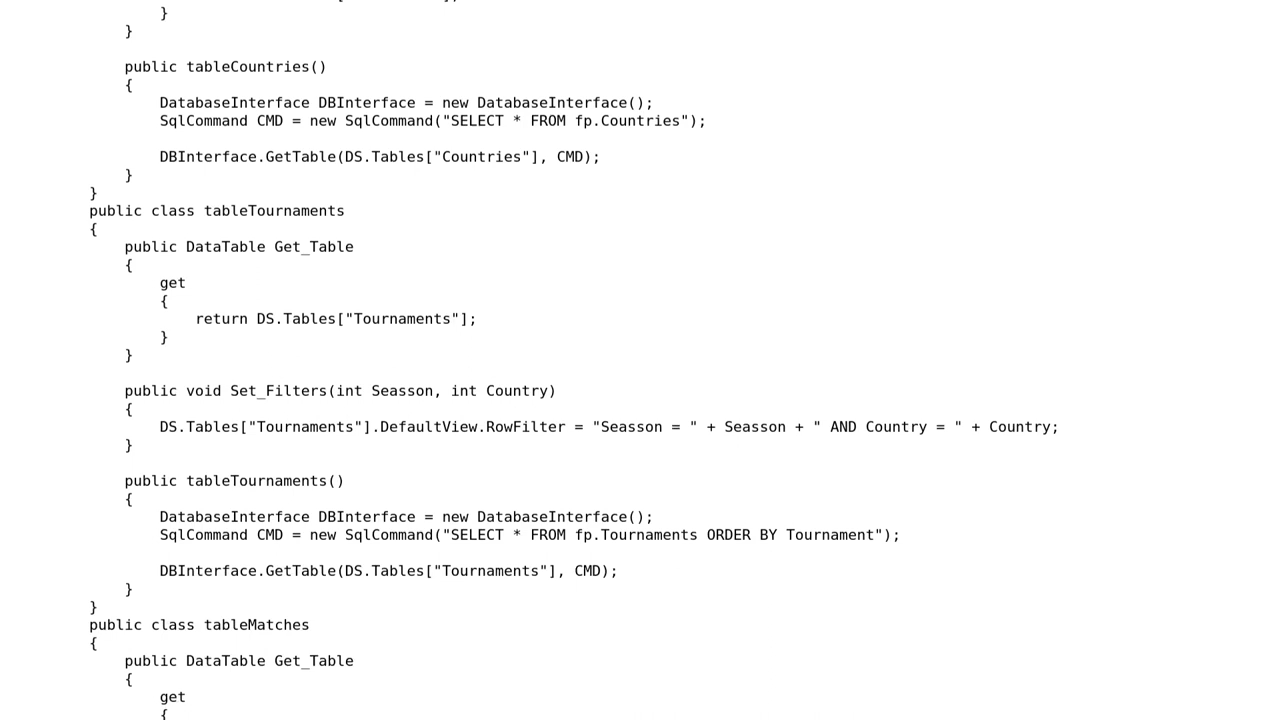 }
    }

    public tableCountries()
    {
        DatabaseInterface DBInterface = new DatabaseInterface();
        SqlCommand CMD = new SqlCommand("SELECT * FROM fp.Countries");

        DBInterface.GetTable(DS.Tables["Countries"], CMD);
    }
}
public class tableTournaments
{
    public DataTable Get_Table
    {
        get
        {
            return DS.Tables["Tournaments"];
        }
    }

    public void Set_Filters(int Seasson, int Country)
    {
        DS.Tables["Tournaments"].DefaultView.RowFilter = "Seasson = " + Seasson + " AND Country = " + Country;
    }

    public tableTournaments()
    {
        DatabaseInterface DBInterface = new DatabaseInterface();
        SqlCommand CMD = new SqlCommand("SELECT * FROM fp.Tournaments ORDER BY Tournament");

        DBInterface.GetTable(DS.Tables["Tournaments"], CMD);
    }
}
public class tableMatches
{
    public DataTable Get_Table
    {
        get
        {